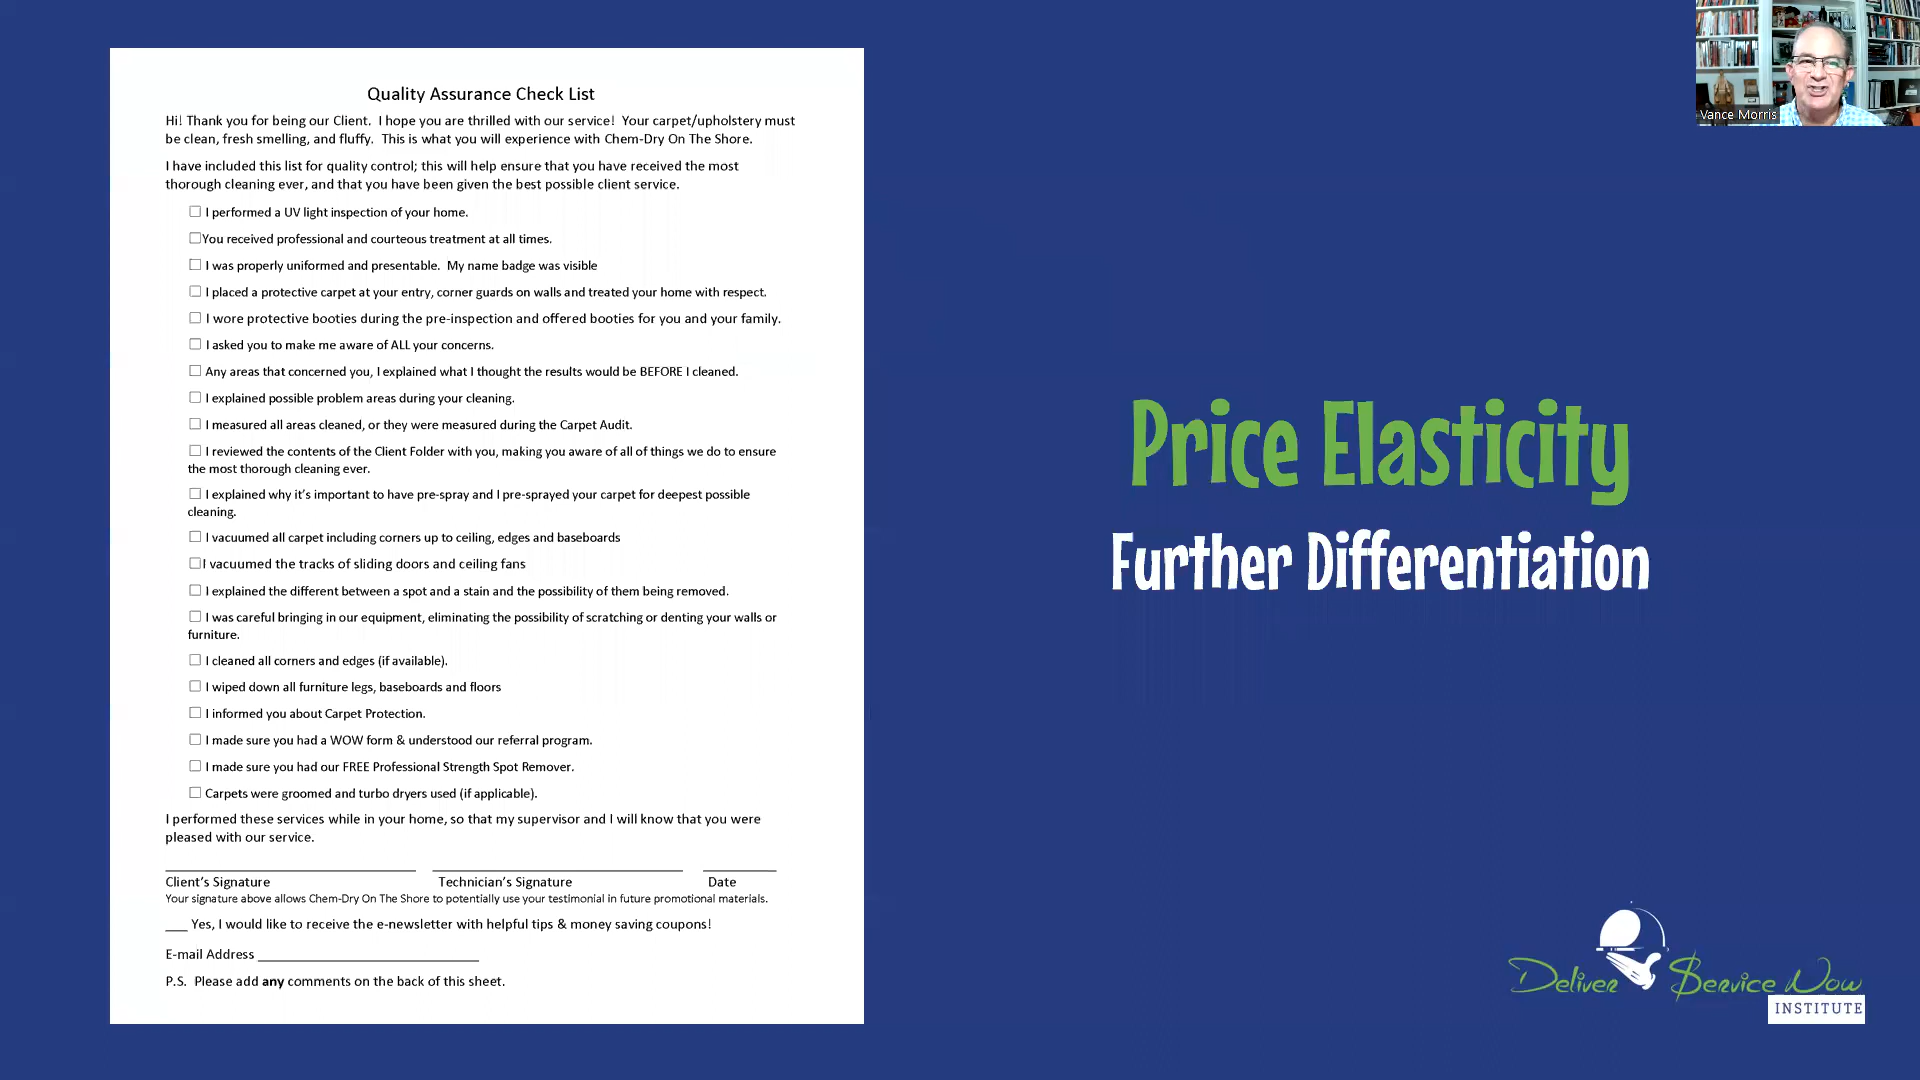 Vance Morris
Quality Assurance Check List
Hi! Thank you for being our Client. I hope you are thrilled with our service! Your carpet/upholstery must
be clean, fresh smelling, and fluffy. This is what you will experience with Chem-Dry On The Shore.
I have included this list for quality control; this will help ensure that you have received the most
thorough cleaning ever, and that you have been given the best possible client service.
☐ I performed a UV light inspection of your home.
☐You received professional and courteous treatment at all times.
☐ I was properly uniformed and presentable. My name badge was visible
☐ I placed a protective carpet at your entry, corner guards on walls and treated your home with respect.
☐ I wore protective booties during the pre-inspection and offered booties for you and your family.
☐ I asked you to make me aware of ALL your concerns.
☐ Any areas that concerned you, I explained what I thought the results would be BEFORE I cleaned.
☐ I explained possible problem areas during your cleaning.
☐ I measured all areas cleaned, or they were measured during the Carpet Audit.
☐ I reviewed the contents of the Client Folder with you, making you aware of all of things we do to ensure
the most thorough cleaning ever.
☐ I explained why it's important to have pre-spray and I pre-sprayed your carpet for deepest possible
cleaning.
☐ I vacuumed all carpet including corners up to ceiling, edges and baseboards
☐I vacuumed the tracks of sliding doors and ceiling fans
☐ I explained the different between a spot and a stain and the possibility of them being removed.
☐ I was careful bringing in our equipment, eliminating the possibility of scratching or denting your walls or
furniture.
☐ I cleaned all corners and edges (if available).
☐ I wiped down all furniture legs, baseboards and floors
☐ I informed you about Carpet Protection.
☐ I made sure you had a WOW form & understood our referral program.
☐ I made sure you had our FREE Professional Strength Spot Remover.
☐ Carpets were groomed and turbo dryers used (if applicable).
I performed these services while in your home, so that my supervisor and I will know that you were
pleased with our service.
Client's Signature Technician's Signature Date
Your signature above allows Chem-Dry On The Shore to potentially use your testimonial in future promotional materials.
___ Yes, I would like to receive the e-newsletter with helpful tips & money saving coupons!
E-mail Address ______________________________
P.S. Please add any comments on the back of this sheet.
Price Elasticity
Further Differentiation
Deliver $ervice Now
INSTITUTE